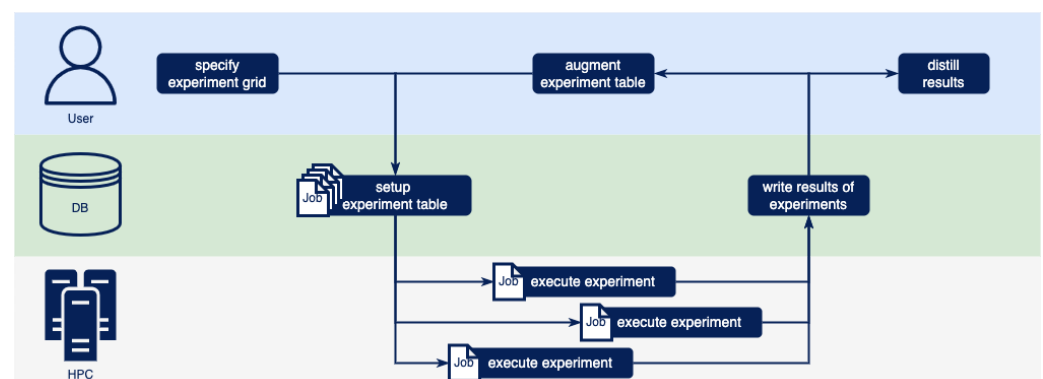 specify
experiment grid
augment
experiment table
distill
results
User
DB
Job
setup
experiment table
write results of
experiments
Job
execute experiment
Job
execute experiment
Job
execute experiment
HPC